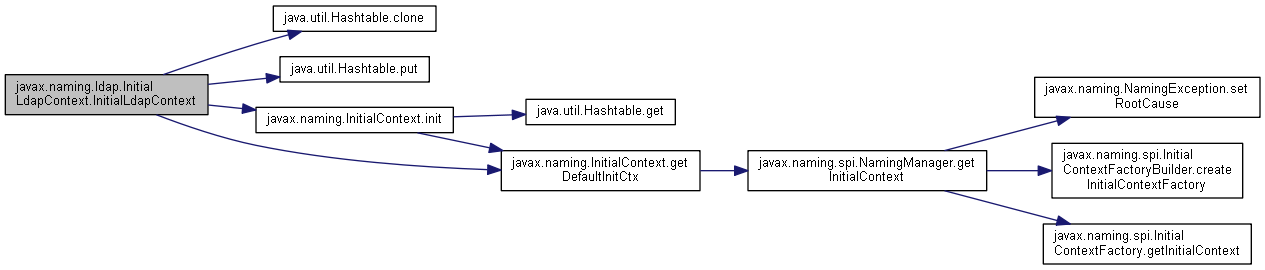 java.util.Hashtable.clone
java.util.Hashtable.put
javax.naming.ldap.Initial
LdapContext.InitialLdapContext
javax.naming.InitialContext.init
java.util.Hashtable.get
javax.naming.InitialContext.get
DefaultInitCtx
javax.naming.spi.NamingManager.get
InitialContext
javax.naming.NamingException.set
RootCause
javax.naming.spi.Initial
ContextFactoryBuilder.create
InitialContextFactory
javax.naming.spi.Initial
ContextFactory.getInitialContext